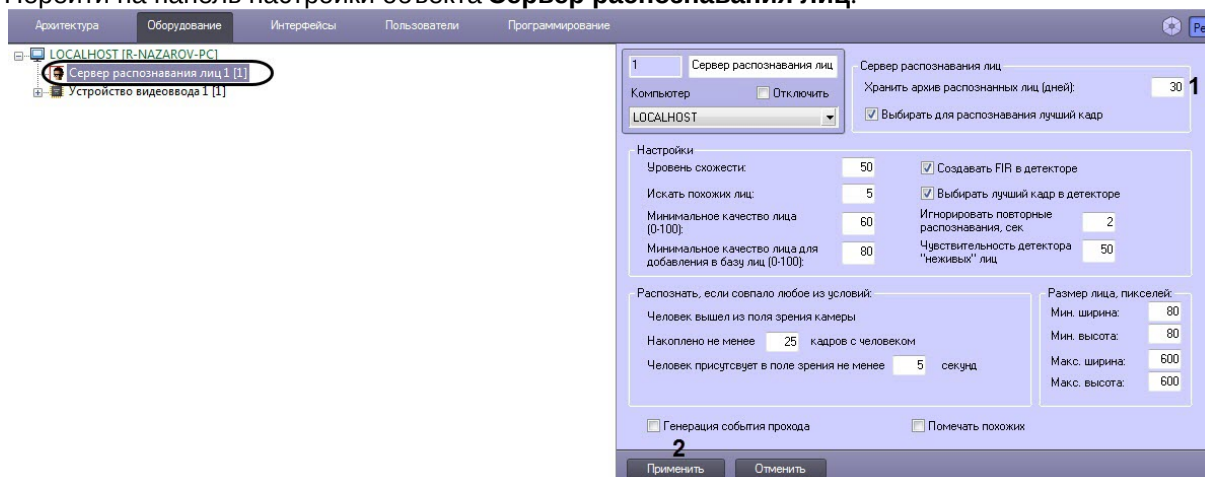 Перейти на панель настройки объекта Сервер распознавания лиц.
Архитектура Оборудование Интерфейсы Пользователи Программирование
LOCALHOST [R-NAZAROV-PC]
Сервер распознавания лиц 1 [1]
Устройство видеоввода 1 [1]
1 Сервер распознавания лиц
Компьютер Отключить
LOCALHOST
Сервер распознавания лиц
Хранить архив распознанных лиц (дней): 30 1
Выбирать для распознавания лучший кадр
Настройки
Уровень схожести: 50 Создавать FIR в детекторе
Искать похожих лиц: 5 Выбирать лучший кадр в детекторе
Минимальное качество лица
(0-100): 60
Игнорировать повторные
распознавания, сек 2
Минимальное качество лица для
добавления в базу лиц (0-100): 80
Чувствительность детектора
"неживых" лиц 50
Распознать, если совпало любое из условий:
Человек вышел из поля зрения камеры
Накоплено не менее 25 кадров с человеком
Человек присутсвует в поле зрения не менее 5 секунд
Размер лица, пикселей:
Мин. ширина: 80
Мин. высота: 80
Макс. ширина: 600
Макс. высота: 600
Генерация события прохода Помечать похожих
2
Применить Отменить